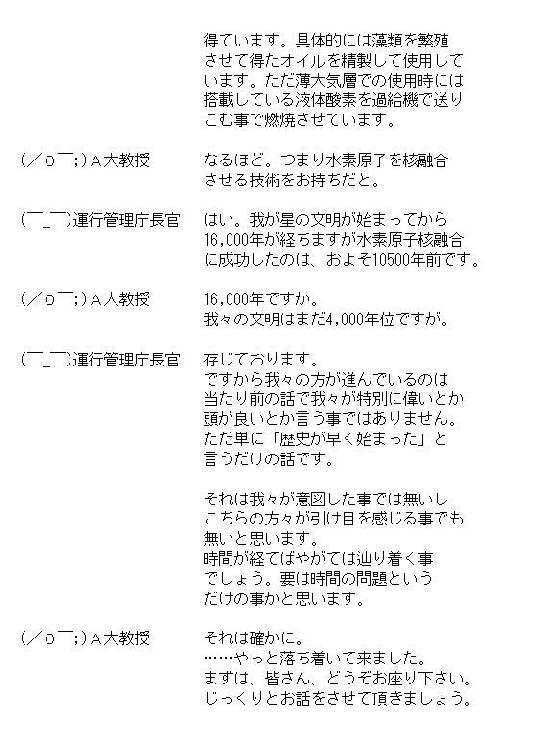 得ています。具体的には藻類を繁殖
させて得たオイルを精製して使用して
います。ただ薄大気層での使用時には
搭載している液体酸素を過給機で送り
こむ事で燃焼させています。
(／０￣;)Ａ大教授 なるほど。つまり水素原子を核融合
させる技術をお持ちだと。
(￣_￣)運行管理庁長官 はい。我が星の文明が始まってから
16,000年が経ちますが水素原子核融合
に成功したのは、およそ10500年前です。
(／０￣;)Ａ大教授 16,000年ですか。
我々の文明はまだ4,000年位ですが。
(￣_￣)運行管理庁長官 存じております。
ですから我々の方が進んでいるのは
当たり前の話で我々が特別に偉いとか
頭が良いとか言う事ではありません。
ただ単に「歴史が早く始まった」と
言うだけの話です。
それは我々が意図した事では無いし
こちらの方々が引け目を感じる事でも
無いと思います。
時間が経てばやがては辿り着く事
でしょう。要は時間の問題という
だけの事かと思います。
(／０￣;)Ａ大教授 それは確かに。
……やっと落ち着いて来ました。
まずは、皆さん、どうぞお座り下さい。
じっくりとお話をさせて頂きましょう。